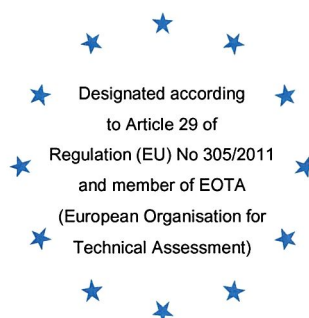 Designated according
to Article 29 of
Regulation (EU) No 305/2011
and member of EOTA
(European Organisation for
Technical Assessment)